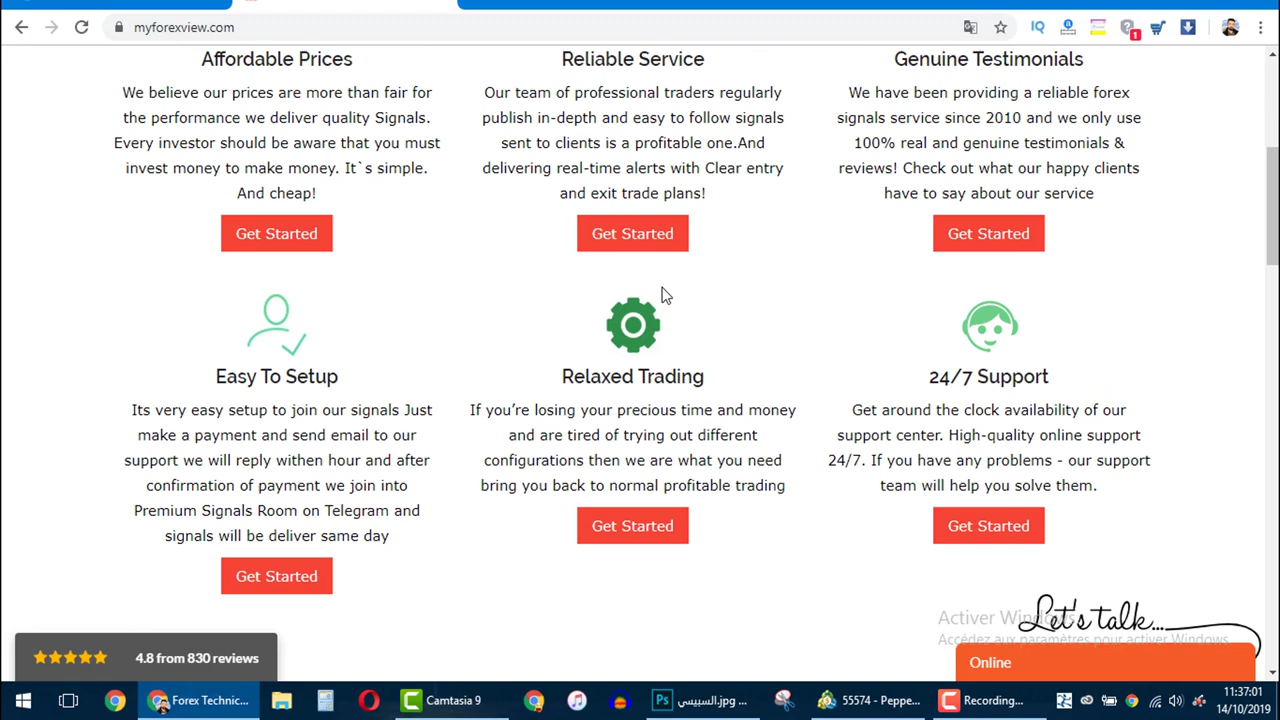 myforexview.com
1
Affordable Prices
We believe our prices are more than fair for
the performance we deliver quality Signals.
Every investor should be aware that you must
invest money to make money. It`s simple.
And cheap!
Get Started
Reliable Service
Our team of professional traders regularly
publish in-depth and easy to follow signals
sent to clients is a profitable one.And
delivering real-time alerts with Clear entry
and exit trade plans!
Get Started
Genuine Testimonials
We have been providing a reliable forex
signals service since 2010 and we only use
100% real and genuine testimonials &
reviews! Check out what our happy clients
have to say about our service
Get Started
Easy To Setup
Its very easy setup to join our signals Just
make a payment and send email to our
support we will reply withen hour and after
confirmation of payment we join into
Premium Signals Room on Telegram and
signals will be deliver same day
Get Started
Relaxed Trading
If you’re losing your precious time and money
and are tired of trying out different
configurations then we are what you need
bring you back to normal profitable trading
Get Started
24/7 Support
Get around the clock availability of our
support center. High-quality online support
24/7. If you have any problems - our support
team will help you solve them.
Get Started
Activer Windows
Accédez aux paramètres pour activer Windows.
Let's talk...
Online
4.8 from 830 reviews
Forex Technic...
Camtasia 9
السبيسي.jpg ...
55574 - Peppe...
Recording...
11:37:01
14/10/2019